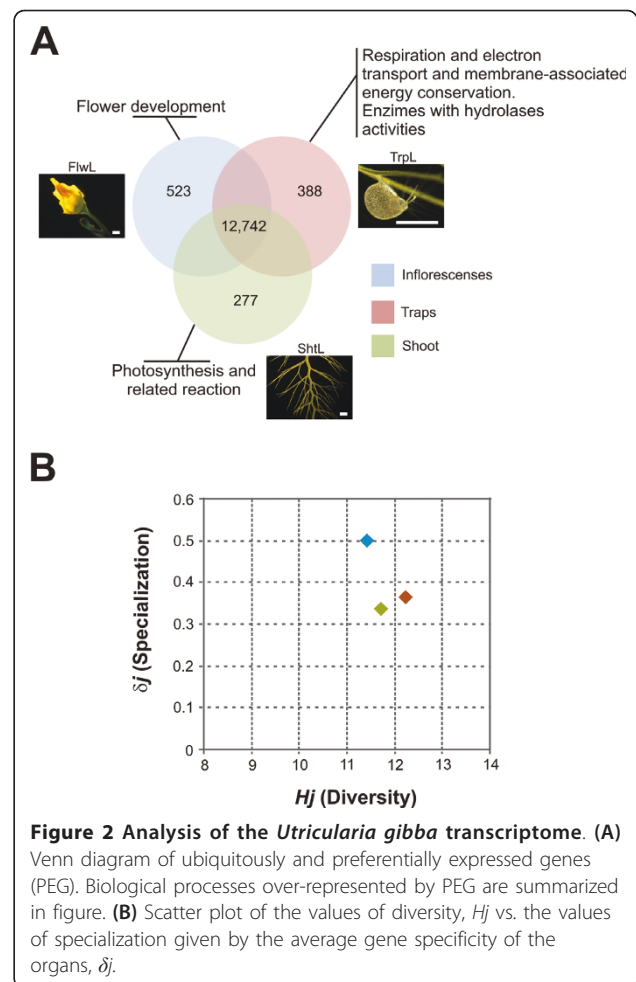 A
Respiration and electron
transport and membrane-associated
energy conservation.
Enzimes with hydrolases
activities
Flower development
FlwL
TrpL
523
388
12,742
277
Inflorescenses
Traps
Shoot
Photosynthesis and
related reaction
ShtL
B
0.6
0.5
0.4
0.3
0.2
0.1
0
δj (Specialization)
8 9 10 11 12 13 14
Hj (Diversity)
Figure 2 Analysis of the Utricularia gibba transcriptome. (A)
Venn diagram of ubiquitously and preferentially expressed genes
(PEG). Biological processes over-represented by PEG are summarized
in figure. (B) Scatter plot of the values of diversity, Hj vs. the values
of specialization given by the average gene specificity of the
organs, δj.